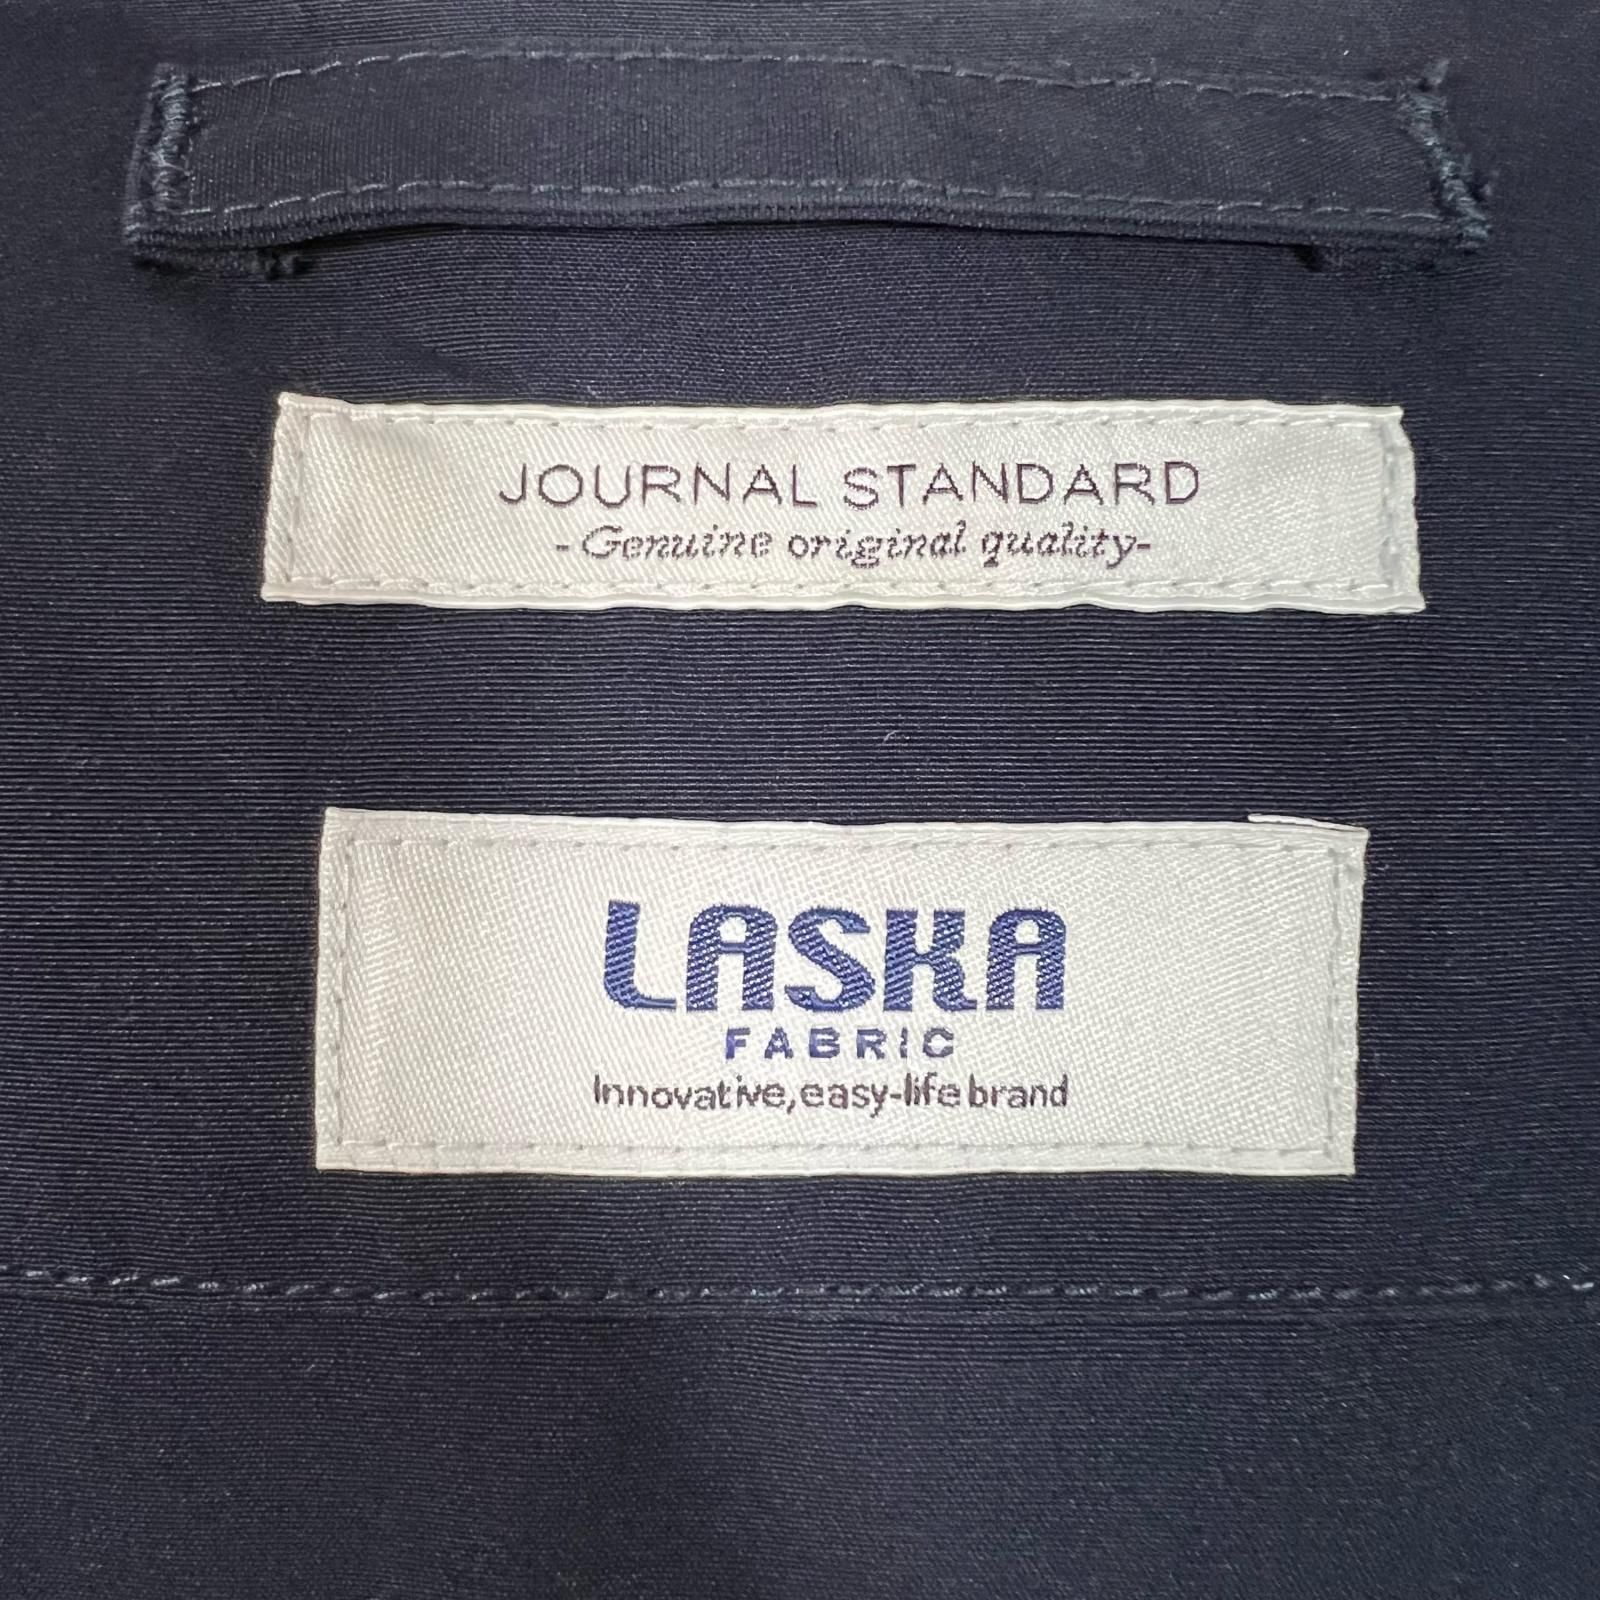 JOURNAL STANDARD
-Genuine original quality-
LASKA
FABRIC
Innovative,easy-life brand